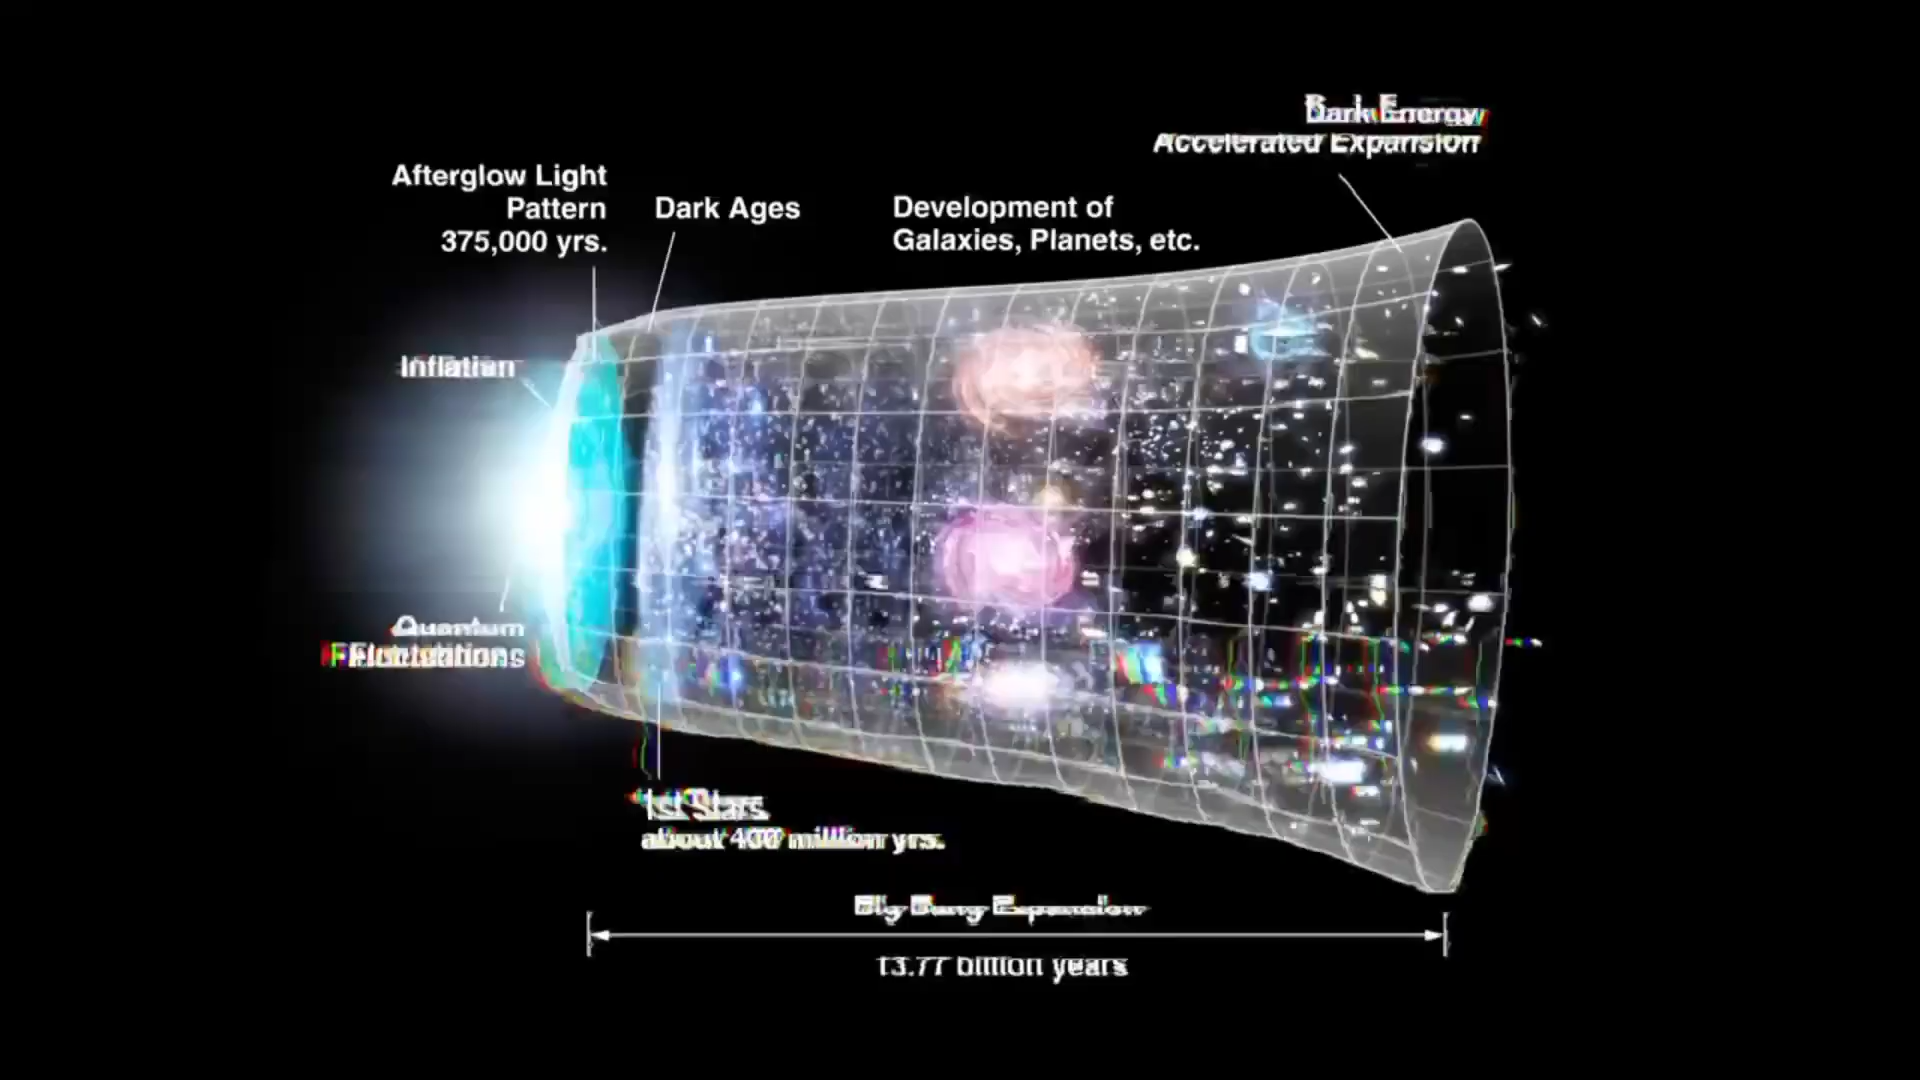 Dark Energy
Accelerated Expansion
Afterglow Light
Pattern
375,000 yrs.
Dark Ages
Development of
Galaxies, Planets, etc.
Inflation
Quantum
Fluctuations
1st Stars
about 400 million yrs.
Big Bang Expansion
13.77 billion years